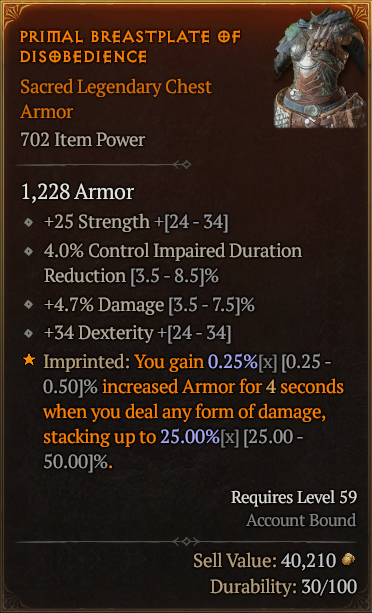 PRIMAL BREASTPLATE OF
DISOBEDIENCE
Sacred Legendary Chest
Armor
702 Item Power
1,228 Armor
+25 Strength +[24 - 34]
4.0% Control Impaired Duration
Reduction [3.5 - 8.5]%
+4.7% Damage [3.5 - 7.5]%
+34 Dexterity +[24 - 34]
Imprinted: You gain 0.25%[x] [0.25 -
0.50]% increased Armor for 4 seconds
when you deal any form of damage,
stacking up to 25.00%[x] [25.00 -
50.00]%.
Requires Level 59
Account Bound
Sell Value: 40,210
Durability: 30/100